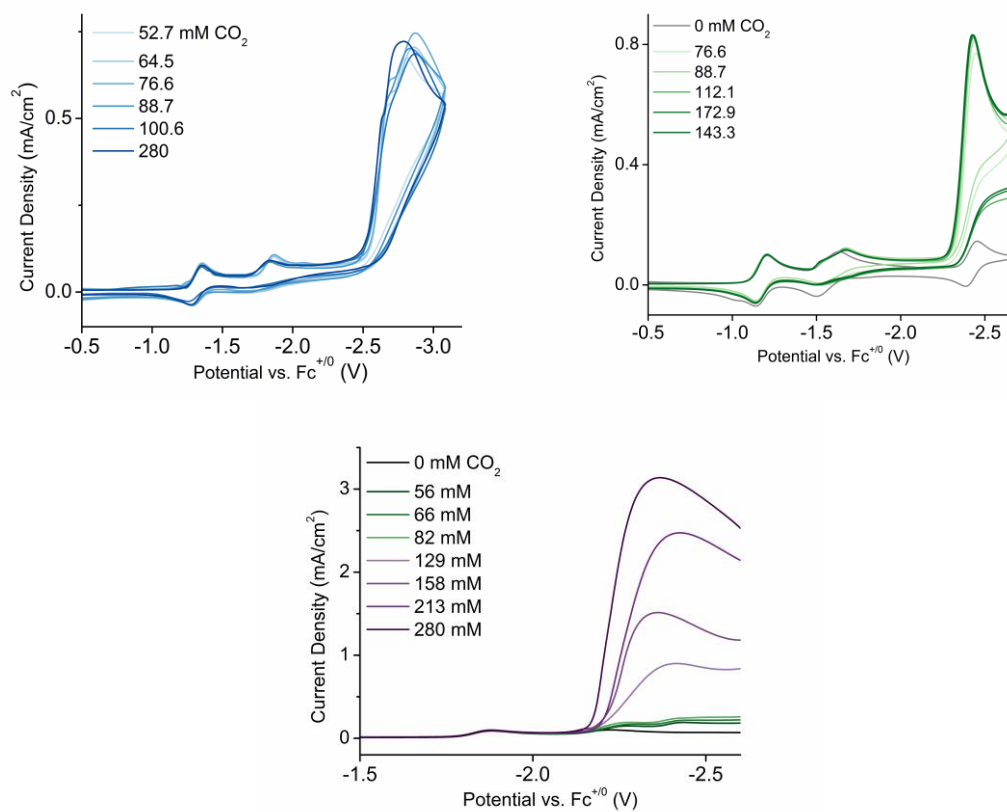 52.7 mM CO₂
64.5
76.6
88.7
100.6
280
0.5
0.0
Current Density (mA/cm²)
-0.5 -1.0 -1.5 -2.0 -2.5 -3.0
Potential vs. Fc⁺/⁰ (V)
0 mM CO₂
76.6
88.7
112.1
172.9
143.3
0.8
0.4
0.0
Current Density (mA/cm²)
-0.5 -1.0 -1.5 -2.0 -2.5
Potential vs. Fc⁺/⁰ (V)
0 mM CO₂
56 mM
66 mM
82 mM
129 mM
158 mM
213 mM
280 mM
3
2
1
0
Current Density (mA/cm²)
-1.5 -2.0 -2.5
Potential vs. Fc⁺/⁰ (V)